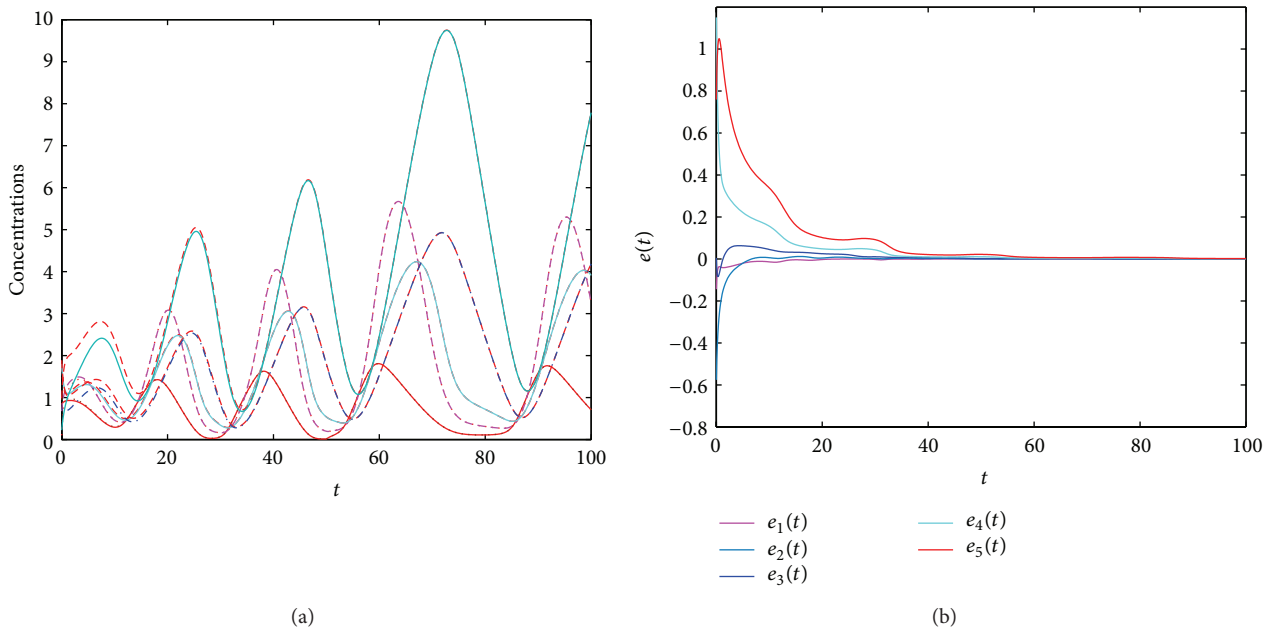 10
9
8
7
6
5
4
3
2
1
0
Concentrations
0 20 40 60 80 100
t
(a)
1
0.8
0.6
0.4
0.2
0
−0.2
−0.4
−0.6
−0.8
e(t)
0 20 40 60 80 100
t
e₁(t) e₄(t)
e₂(t) e₅(t)
e₃(t)
(b)